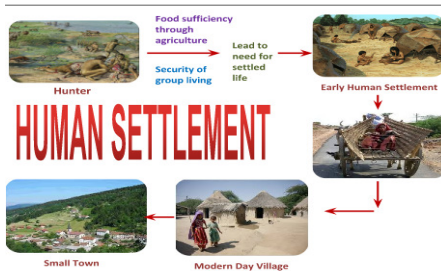 Food sufficiency
through
agriculture
Security of
group living
Lead to
need for
settled
life
Hunter
Early Human Settlement
HUMAN SETTLEMENT
Small Town
Modern Day Village